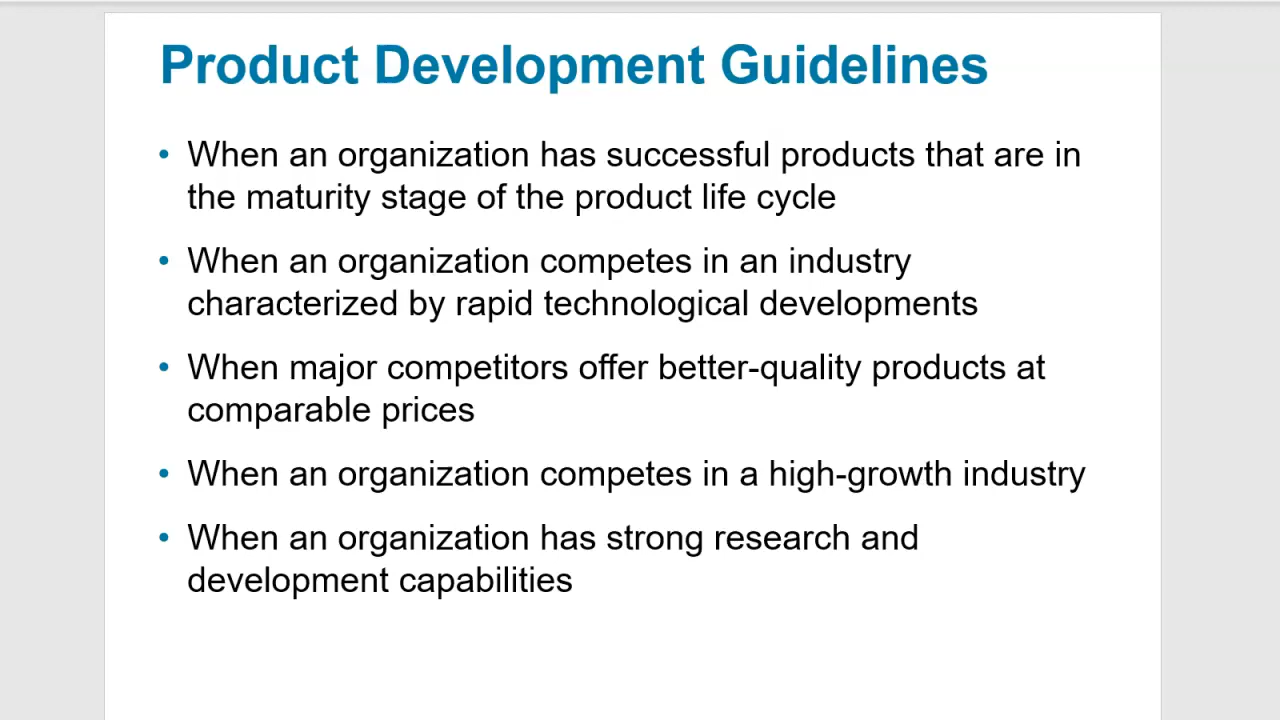 Product Development Guidelines
• When an organization has successful products that are in
the maturity stage of the product life cycle
• When an organization competes in an industry
characterized by rapid technological developments
• When major competitors offer better-quality products at
comparable prices
• When an organization competes in a high-growth industry
• When an organization has strong research and
development capabilities